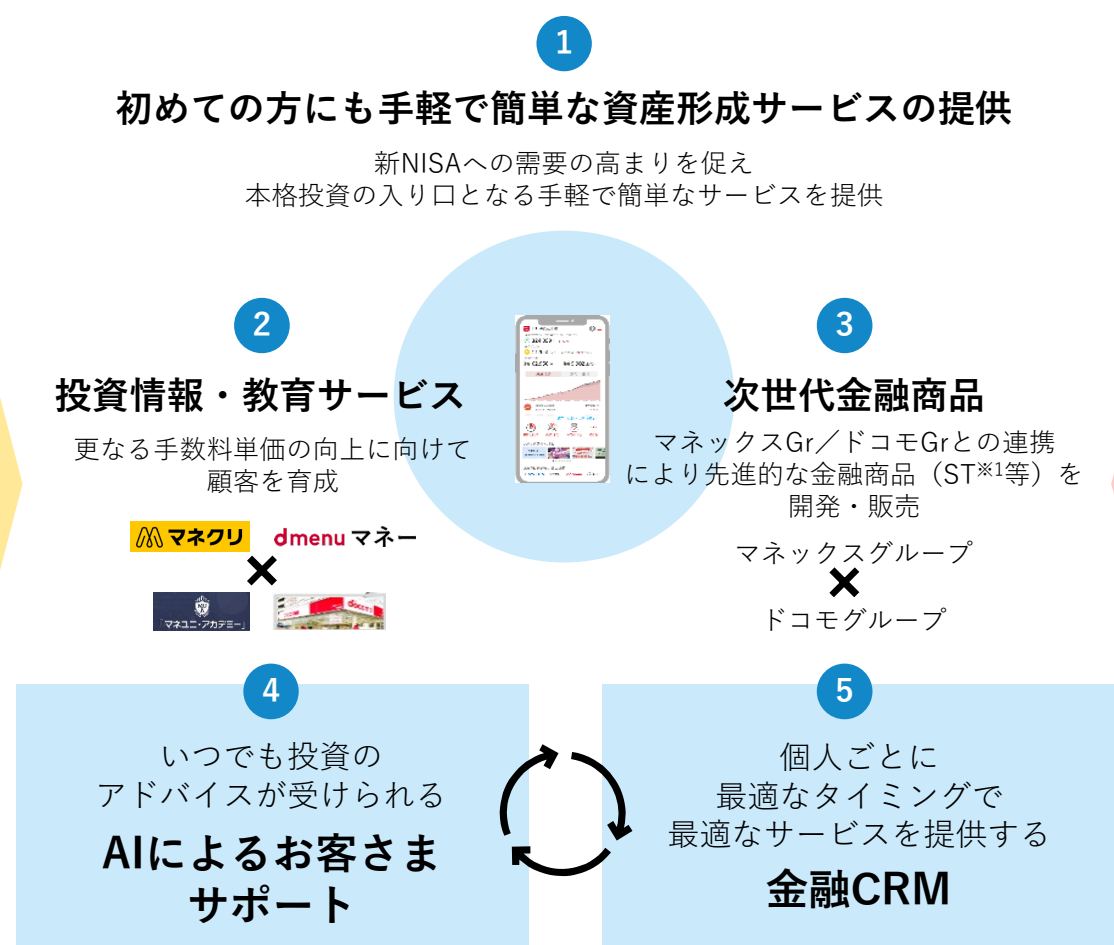 1
初めての方にも手軽で簡単な資産形成サービスの提供
新NISAへの需要の高まりを促え
本格投資の入り口となる手軽で簡単なサービスを提供
2
投資情報・教育サービス
更なる手数料単価の向上に向けて
顧客を育成
マネクリ
dmenu マネー
「マネユニ・アカデミー」
docomo
3
次世代金融商品
マネックスGr／ドコモGrとの連携
により先進的な金融商品（ST※1等）を
開発・販売
マネックスグループ
ドコモグループ
4
いつでも投資の
アドバイスが受けられる
AIによるお客さま
サポート
5
個人ごとに
最適なタイミングで
最適なサービスを提供する
金融CRM